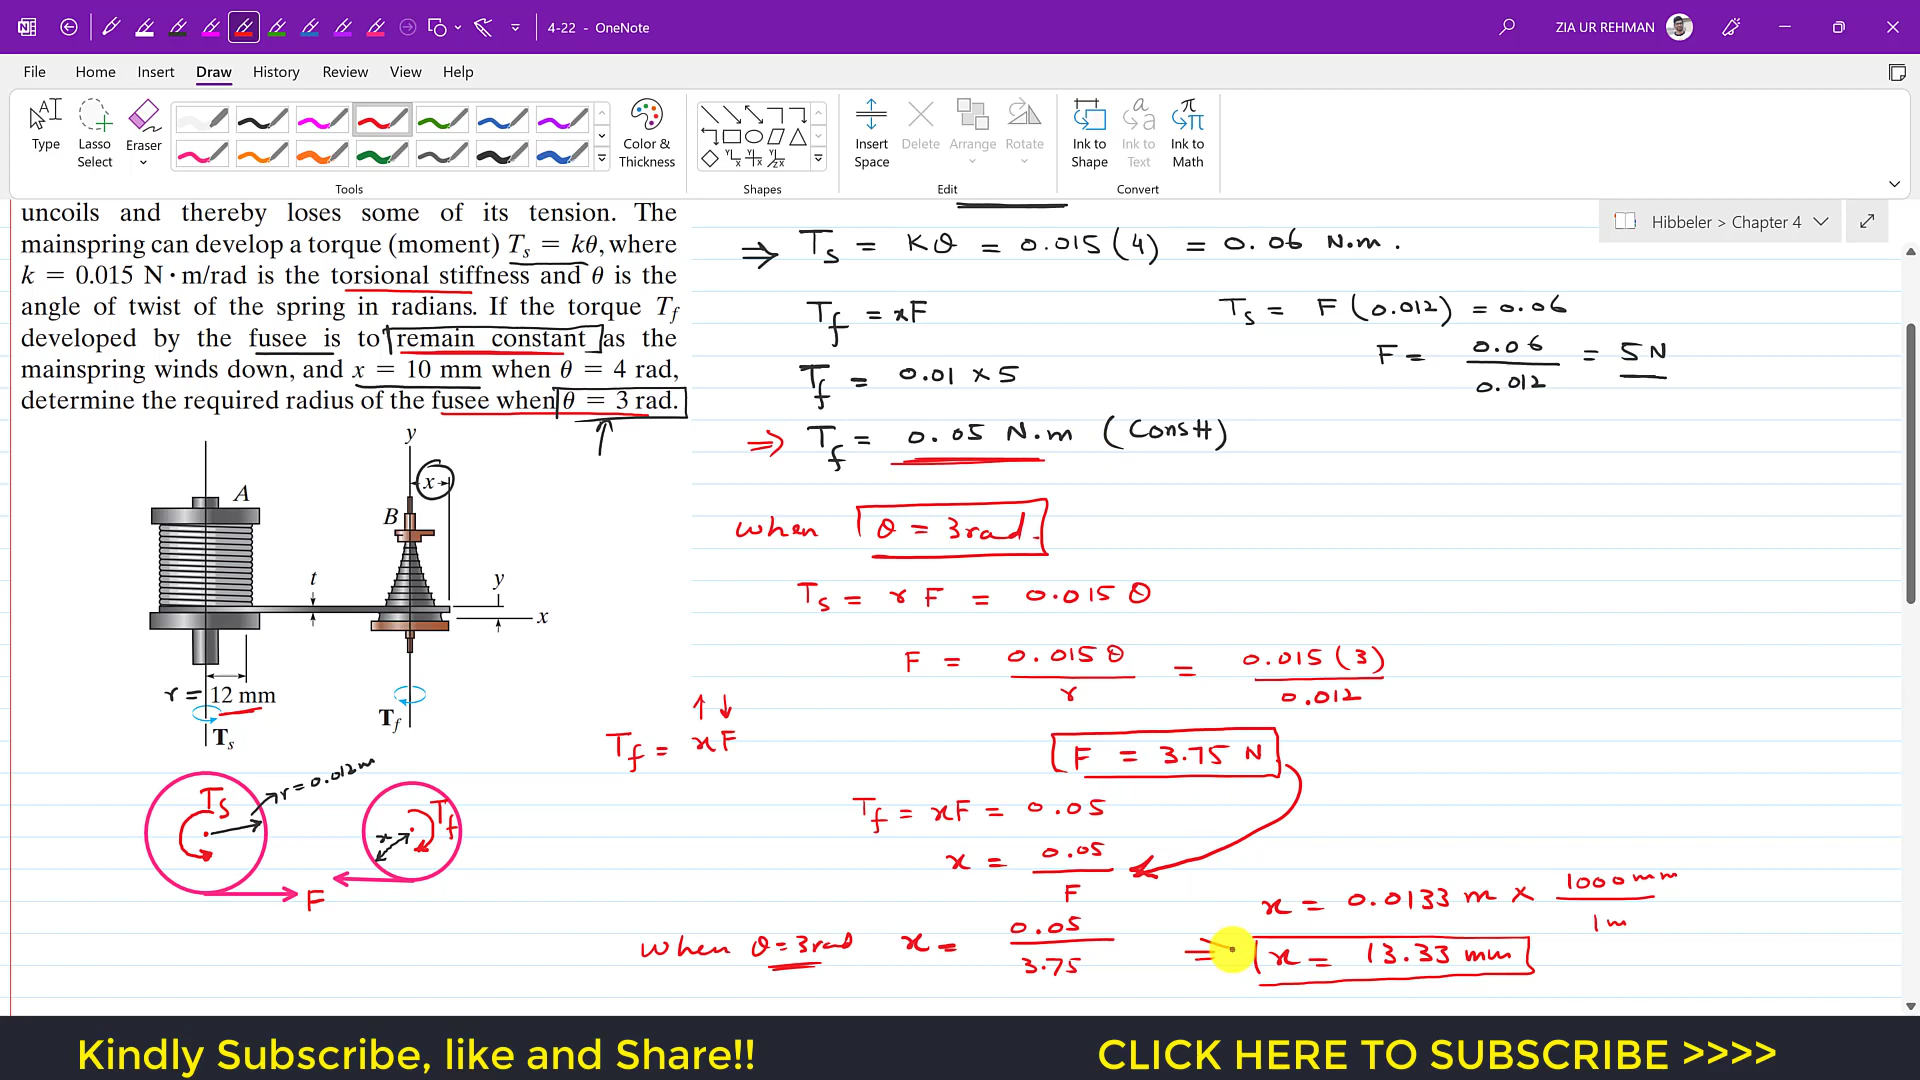 4-22 - OneNote
ZIA UR REHMAN
File Home Insert Draw History Review View Help
Type
Lasso Select
Eraser
Color & Thickness
Insert Space
Delete
Arrange
Rotate
Ink to Shape
Ink to Text
Ink to Math
Tools
Shapes
Edit
Convert
Hibbeler > Chapter 4
uncoils and thereby loses some of its tension. The
mainspring can develop a torque (moment) Ts = kθ, where
k = 0.015 N·m/rad is the torsional stiffness and θ is the
angle of twist of the spring in radians. If the torque Tf
developed by the fusee is to remain constant as the
mainspring winds down, and x = 10 mm when θ = 4 rad,
determine the required radius of the fusee when θ = 3 rad.
y
x
A
B
t
y
x
r = 12 mm
Tf
Ts
Ts
r = 0.012m
x
Tf
F
⇒ Ts = Kθ = 0.015 (4) = 0.06 N.m.
Tf = xF
Ts = F (0.012) = 0.06
F = 0.06 / 0.012 = 5 N
Tf = 0.01 × 5
⇒ Tf = 0.05 N.m (Const)
when θ = 3 rad.
Ts = r F = 0.015 θ
F = 0.015 θ / r = 0.015 (3) / 0.012
↑ ↓
Tf = xF
F = 3.75 N
Tf = xF = 0.05
x = 0.05 / F
x = 0.0133 m × 1000 mm / 1m
when θ = 3 rad x = 0.05 / 3.75
⇒ x = 13.33 mm
Kindly Subscribe, like and Share!!
CLICK HERE TO SUBSCRIBE >>>>